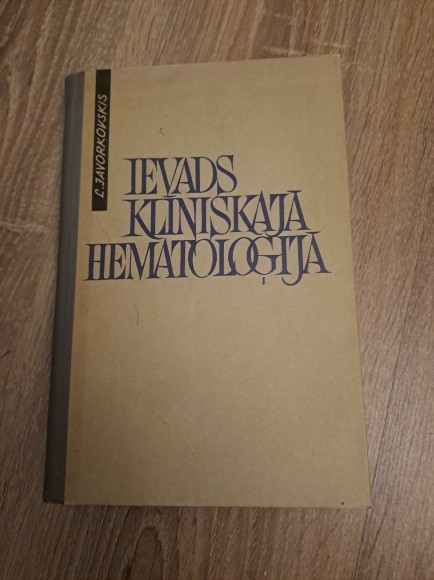 L. JAVORKOVSKIS
IEVADS
KLĪNISKAJĀ
HEMATOLOĢIJĀ